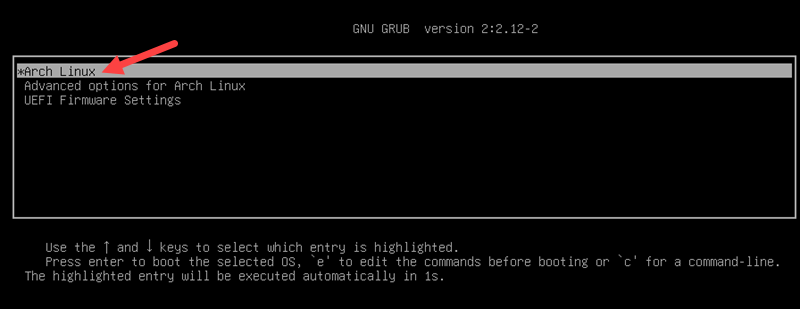 GNU GRUB  version 2:2.12-2
*Arch Linux
Advanced options for Arch Linux
UEFI Firmware Settings
Use the ↑ and ↓ keys to select which entry is highlighted.
Press enter to boot the selected OS, `e' to edit the commands before booting or `c' for a command-line.
The highlighted entry will be executed automatically in 1s.